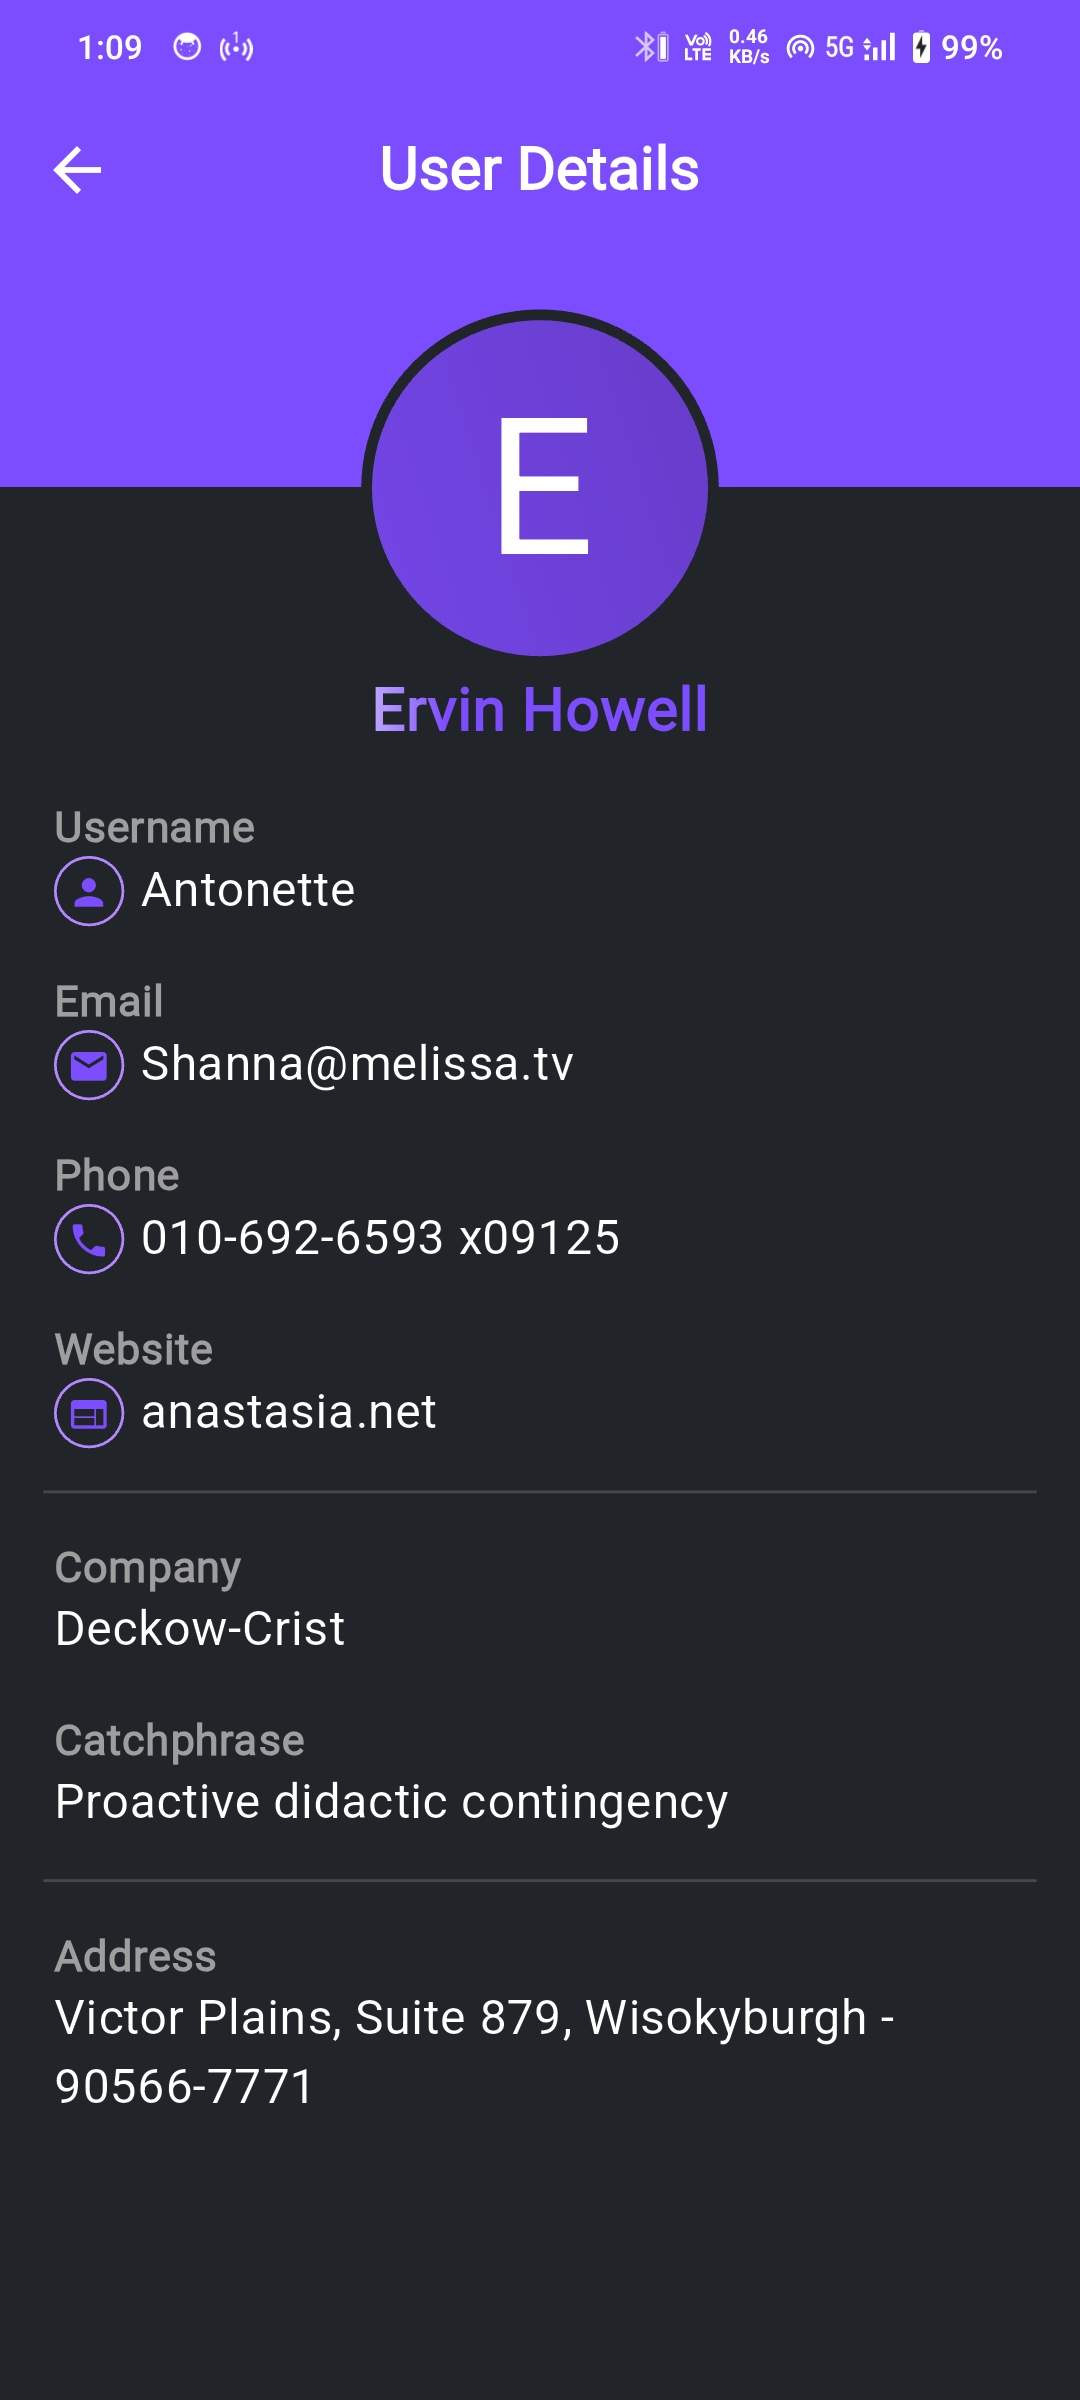 1:09 1 Vo)) LTE 0.46 KB/s 5G 99%
User Details
E
Ervin Howell
Username
Antonette
Email
Shanna@melissa.tv
Phone
010-692-6593 x09125
Website
anastasia.net
Company
Deckow-Crist
Catchphrase
Proactive didactic contingency
Address
Victor Plains, Suite 879, Wisokyburgh -
90566-7771